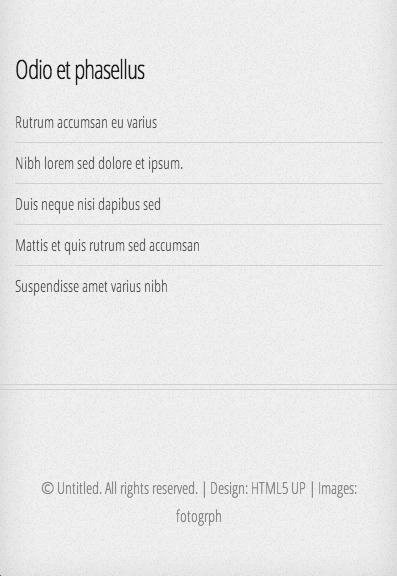 Odio et phasellus
Rutrum accumsan eu varius
Nibh lorem sed dolore et ipsum.
Duis neque nisi dapibus sed
Mattis et quis rutrum sed accumsan
Suspendisse amet varius nibh
© Untitled. All rights reserved. | Design: HTML5 UP | Images:
fotogrph